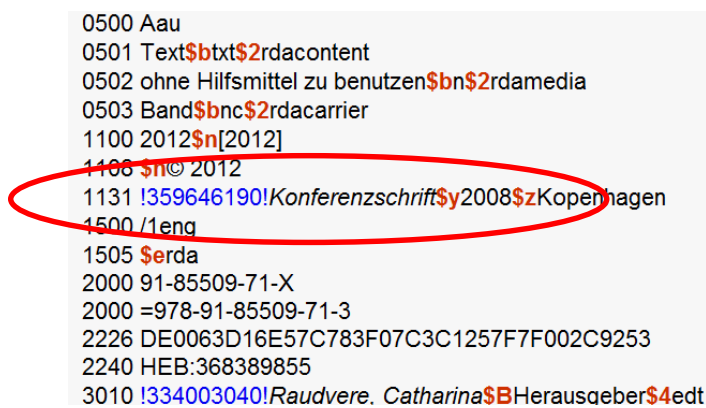 0500 Aau
0501 Text$btxt$2rdacontent
0502 ohne Hilfsmittel zu benutzen$bn$2rdamedia
0503 Band$bnc$2rdacarrier
1100 2012$n[2012]
1108 $n© 2012
1131 !359646190!Konferenzschrift$y2008$zKopenhagen
1500 /1eng
1505 $erda
2000 91-85509-71-X
2000 =978-91-85509-71-3
2226 DE0063D16E57C783F07C3C1257F7F002C9253
2240 HEB:368389855
3010 !334003040!Raudvere, Catharina$BHerausgeber$4edt